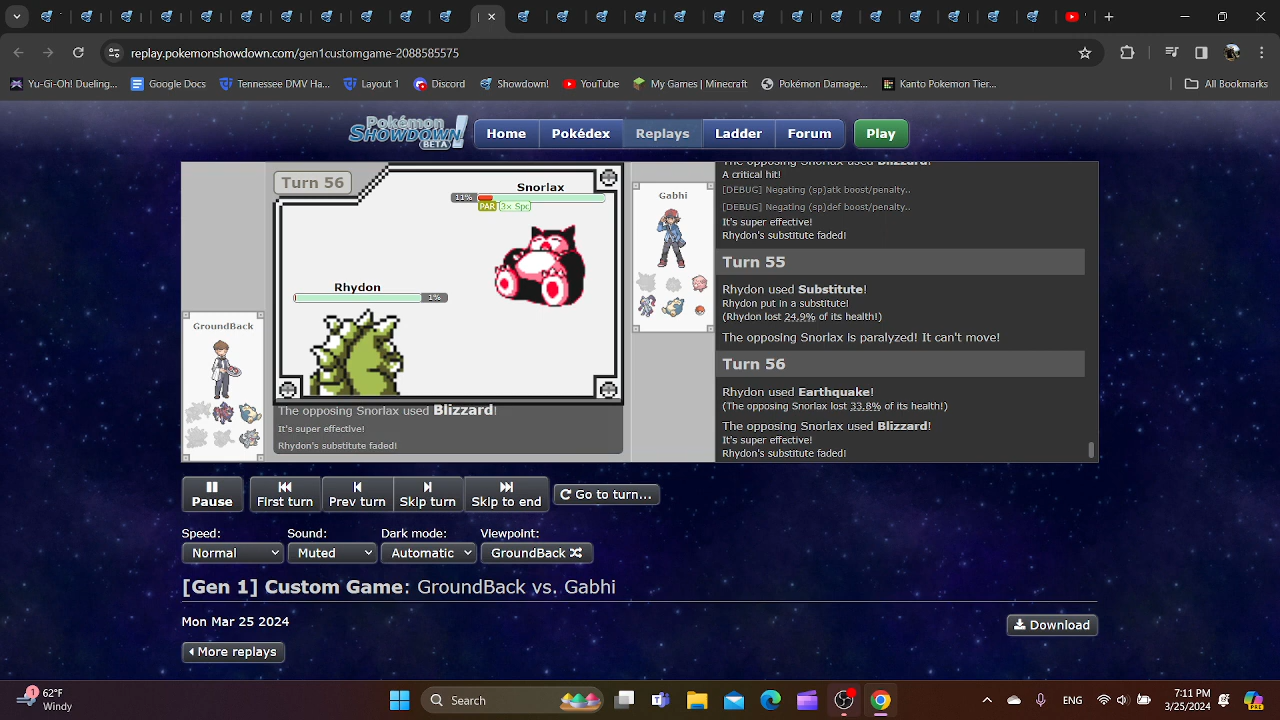 replay.pokemonshowdown.com/gen1customgame-2088585575
Yu-Gi-Oh! Dueling...
Google Docs
Tennessee DMV Ha...
Layout 1
Discord
Showdown!
YouTube
My Games | Minecraft
Pokémon Damage...
Kanto Pokemon Tier...
All Bookmarks
Pokémon
SHOWDOWN!
BETA
Home
Pokédex
Replays
Ladder
Forum
Play
Turn 56
Snorlax
11%
PAR
Rhydon
1%
GroundBack
Gabhi
The opposing Snorlax used Blizzard!
It's super effective!
Rhydon's substitute faded!
The opposing Snorlax used Blizzard!
A critical hit!
[DEBUG] Negating (sp)atk boost/penalty..
[DEBUG] Negating (sp)def boost/penalty..
It's super effective!
Rhydon's substitute faded!
Turn 55
Rhydon used Substitute!
Rhydon put in a substitute!
(Rhydon lost 24.9% of its health!)
The opposing Snorlax is paralyzed! It can't move!
Turn 56
Rhydon used Earthquake!
(The opposing Snorlax lost 33.8% of its health!)
The opposing Snorlax used Blizzard!
It's super effective!
Rhydon's substitute faded!
Pause
First turn
Prev turn
Skip turn
Skip to end
Go to turn...
Speed:
Sound:
Dark mode:
Viewpoint:
Normal
Muted
Automatic
GroundBack
[Gen 1] Custom Game: GroundBack vs. Gabhi
Mon Mar 25 2024
Download
More replays
1
62°F
Windy
Search
ENG
7:11 PM
3/25/2024
PRE